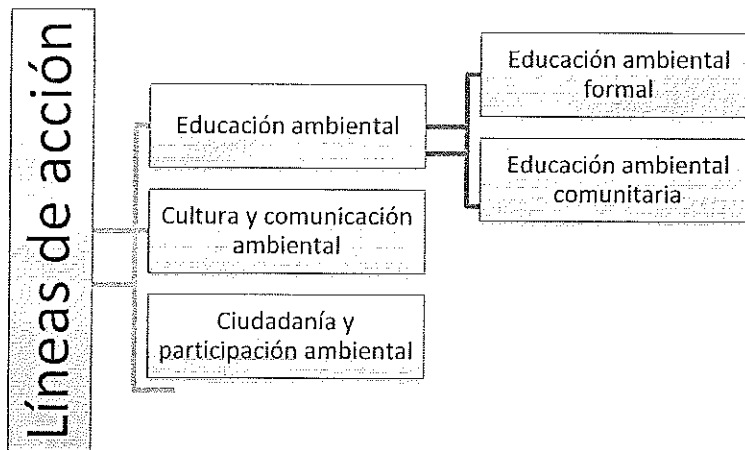 Líneas de acción
Educación ambiental
Educación ambiental
formal
Educación ambiental
comunitaria
Cultura y comunicación
ambiental
Ciudadanía y
participación ambiental